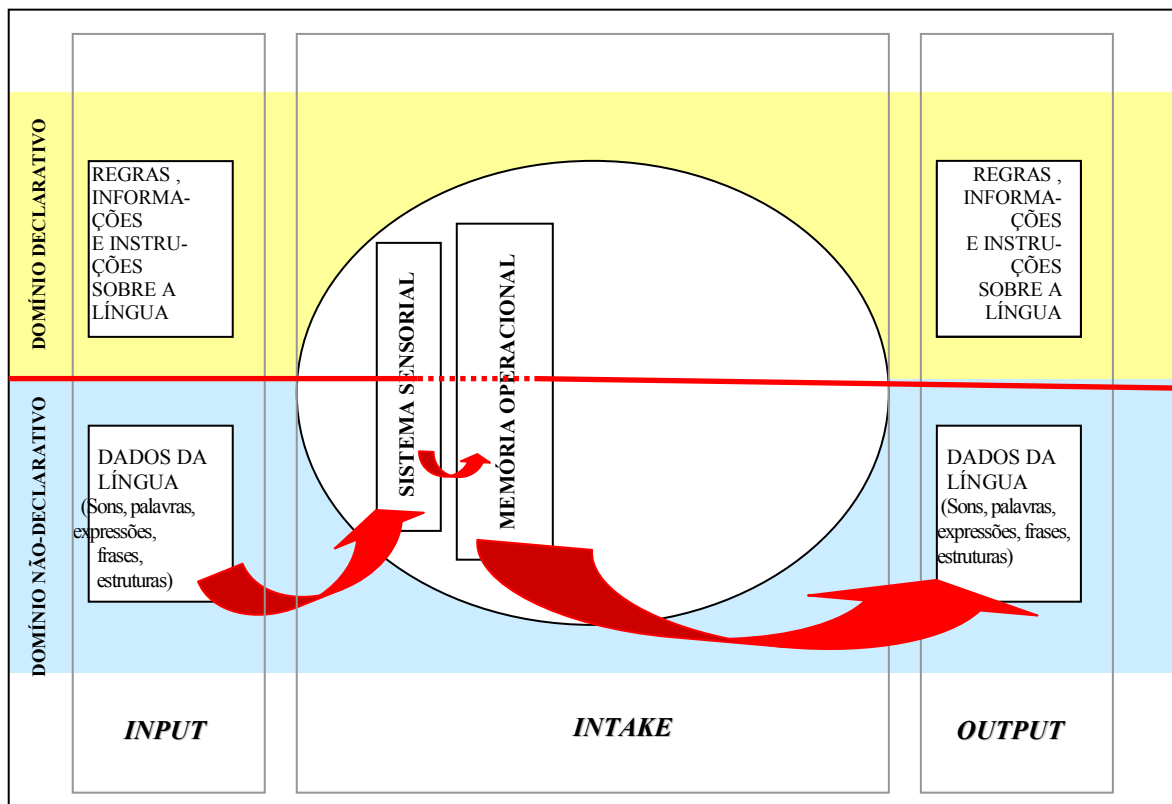 DOMÍNIO DECLARATIVO
REGRAS ,
INFORMA-
ÇÕES
E INSTRU-
ÇÕES
SOBRE A
LÍNGUA
SISTEMA SENSORIAL
MEMÓRIA OPERACIONAL
REGRAS ,
INFORMA-
ÇÕES
E INSTRU-
ÇÕES
SOBRE A
LÍNGUA
DOMÍNIO NÃO-DECLARATIVO
DADOS DA
LÍNGUA
(Sons, palavras,
expressões,
frases,
estruturas)
DADOS DA
LÍNGUA
(Sons, palavras,
expressões, frases,
estruturas)
INPUT
INTAKE
OUTPUT